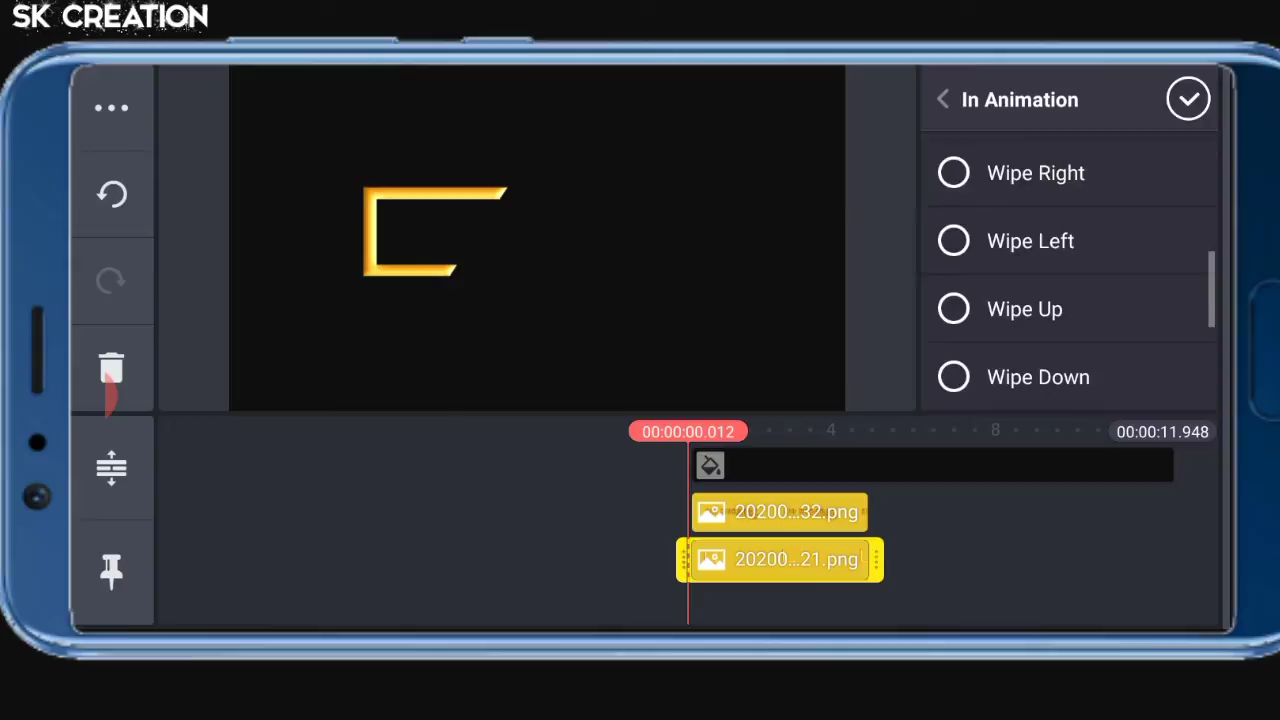 SK CREATION
In Animation
Wipe Right
Wipe Left
Wipe Up
Wipe Down
00:00:00.012
4
8
00:00:11.948
20200...32.png
20200...21.png